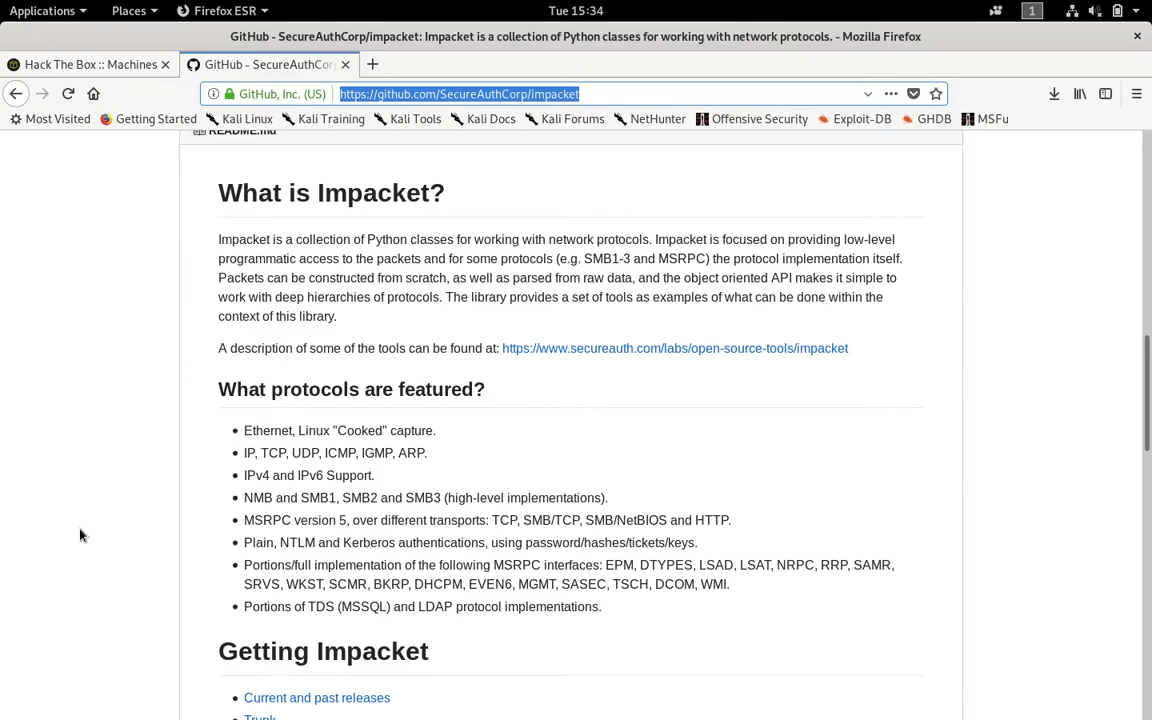 Applications Places Firefox ESR Tue 15:34 1
GitHub - SecureAuthCorp/impacket: Impacket is a collection of Python classes for working with network protocols. - Mozilla Firefox
Hack The Box :: Machines GitHub - SecureAuthCor
GitHub, Inc. (US) https://github.com/SecureAuthCorp/impacket
Most Visited Getting Started Kali Linux Kali Training Kali Tools Kali Docs Kali Forums NetHunter Offensive Security Exploit-DB GHDB MSFu
README.md
What is Impacket?
Impacket is a collection of Python classes for working with network protocols. Impacket is focused on providing low-level
programmatic access to the packets and for some protocols (e.g. SMB1-3 and MSRPC) the protocol implementation itself.
Packets can be constructed from scratch, as well as parsed from raw data, and the object oriented API makes it simple to
work with deep hierarchies of protocols. The library provides a set of tools as examples of what can be done within the
context of this library.
A description of some of the tools can be found at: https://www.secureauth.com/labs/open-source-tools/impacket
What protocols are featured?
Ethernet, Linux "Cooked" capture.
IP, TCP, UDP, ICMP, IGMP, ARP.
IPv4 and IPv6 Support.
NMB and SMB1, SMB2 and SMB3 (high-level implementations).
MSRPC version 5, over different transports: TCP, SMB/TCP, SMB/NetBIOS and HTTP.
Plain, NTLM and Kerberos authentications, using password/hashes/tickets/keys.
Portions/full implementation of the following MSRPC interfaces: EPM, DTYPES, LSAD, LSAT, NRPC, RRP, SAMR,
SRVS, WKST, SCMR, BKRP, DHCPM, EVEN6, MGMT, SASEC, TSCH, DCOM, WMI.
Portions of TDS (MSSQL) and LDAP protocol implementations.
Getting Impacket
Current and past releases
Trunk